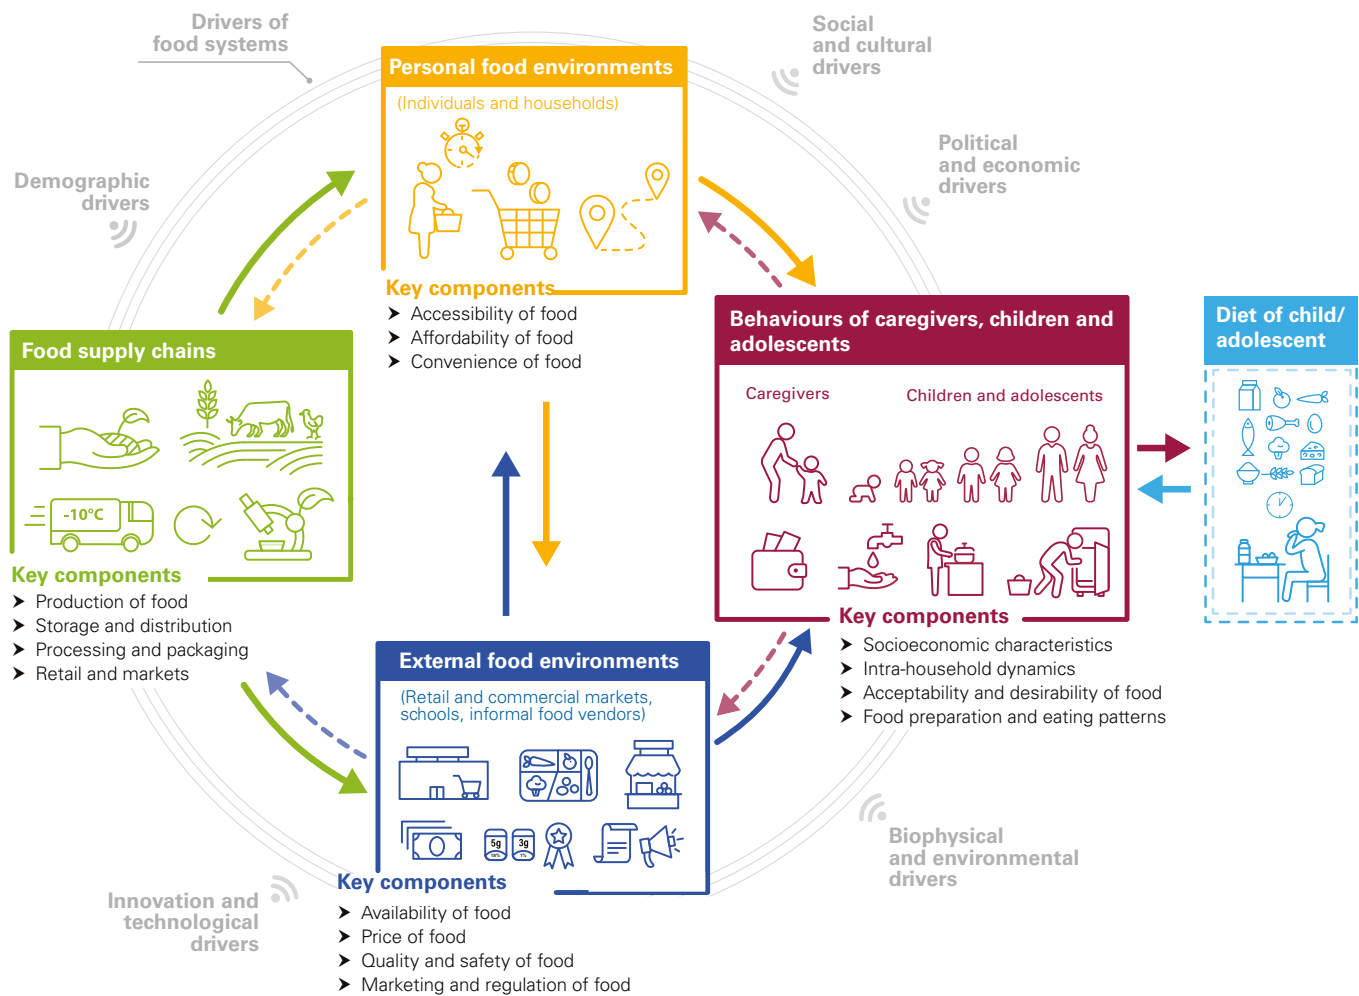 Drivers of
food systems
Social
and cultural
drivers
Personal food environments
(Individuals and households)
Key components
➤ Accessibility of food
➤ Affordability of food
➤ Convenience of food
Political
and economic
drivers
Demographic
drivers
Food supply chains
-10°C
Key components
➤ Production of food
➤ Storage and distribution
➤ Processing and packaging
➤ Retail and markets
Behaviours of caregivers, children and
adolescents
Caregivers
Children and adolescents
Key components
➤ Socioeconomic characteristics
➤ Intra-household dynamics
➤ Acceptability and desirability of food
➤ Food preparation and eating patterns
Diet of child/
adolescent
External food environments
(Retail and commercial markets,
schools, informal food vendors)
5g
3g
1%
Key components
➤ Availability of food
➤ Price of food
➤ Quality and safety of food
➤ Marketing and regulation of food
Biophysical
and environmental
drivers
Innovation and
technological
drivers